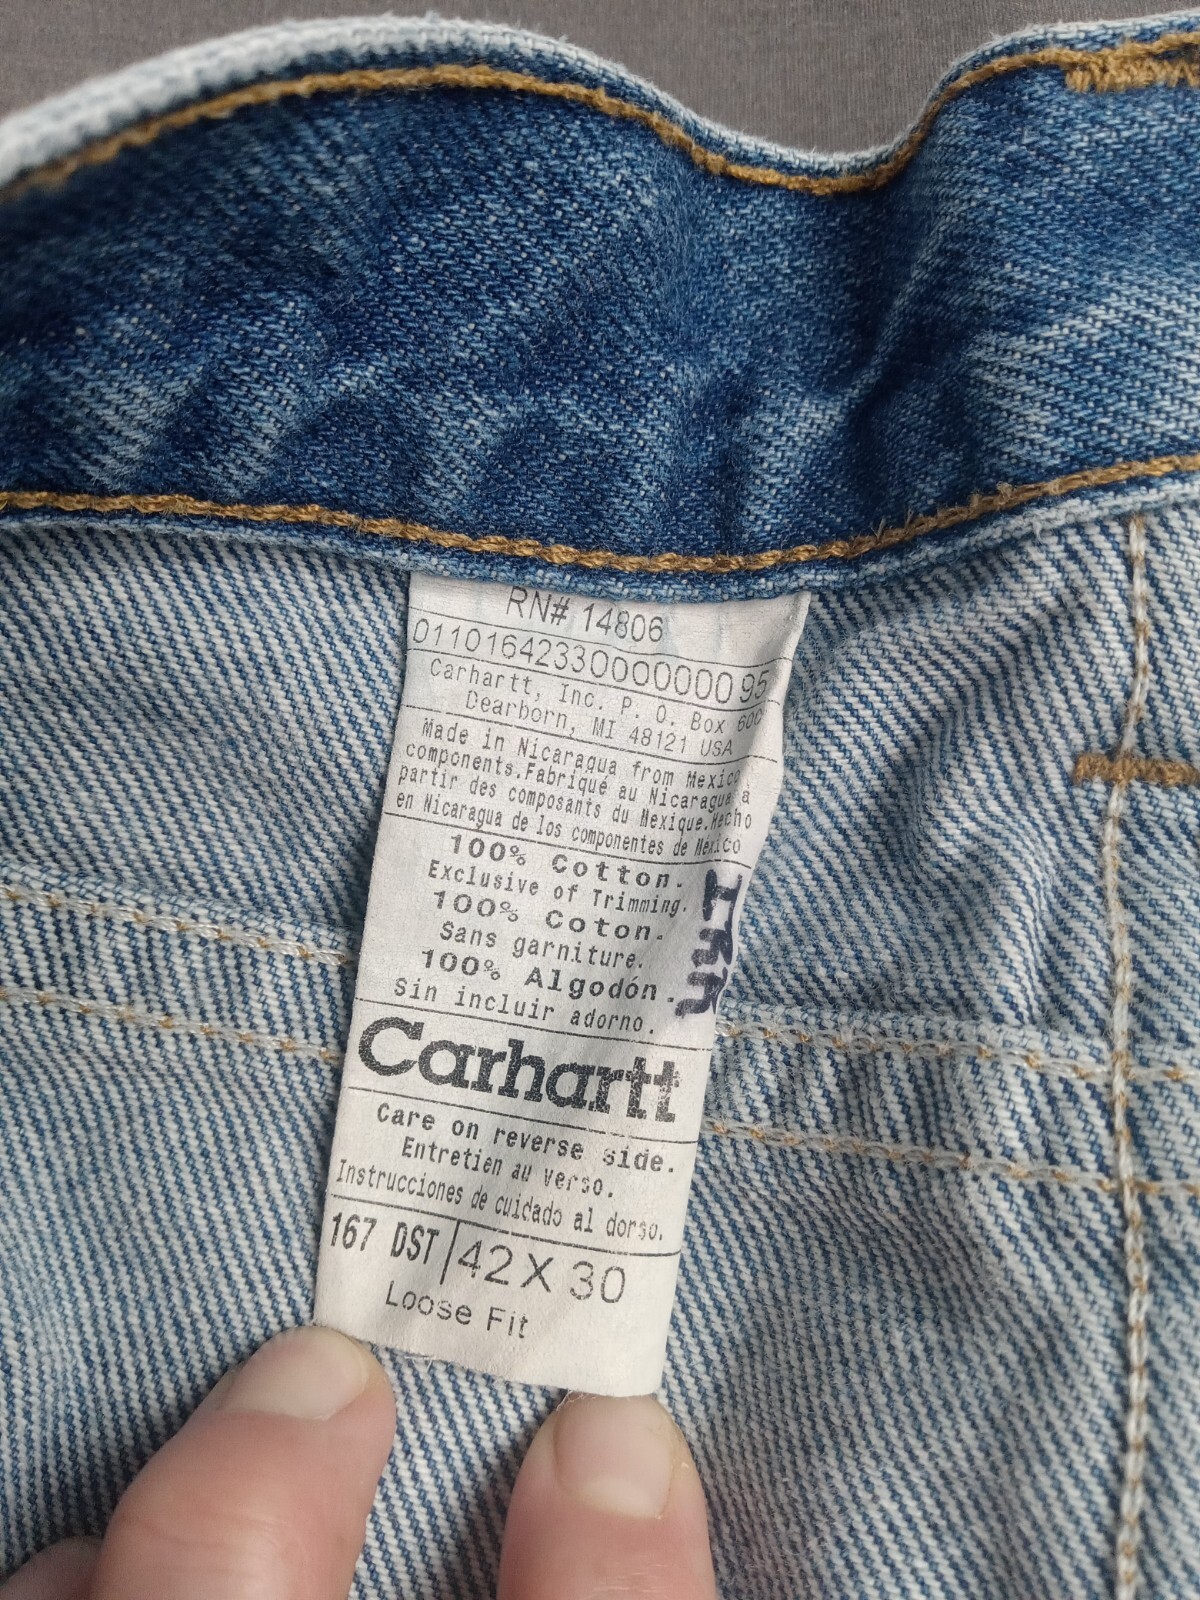 RN# 14806
011016423300000000 95
Carhartt, Inc. P. O. Box 600
Dearborn, MI 48121 USA
Made in Nicaragua from Mexico
components.Fabriqué au Nicaragua à
partir des composants du Mexique.Hecho
en Nicaragua de los componentes de México
100% Cotton.
Exclusive of Trimming.
100% Coton.
Sans garniture.
100% Algodón.
Sin incluir adorno.
Carhartt
Care on reverse side.
Entretien au verso.
Instrucciones de cuidado al dorso.
167 DST 42 X 30
Loose Fit